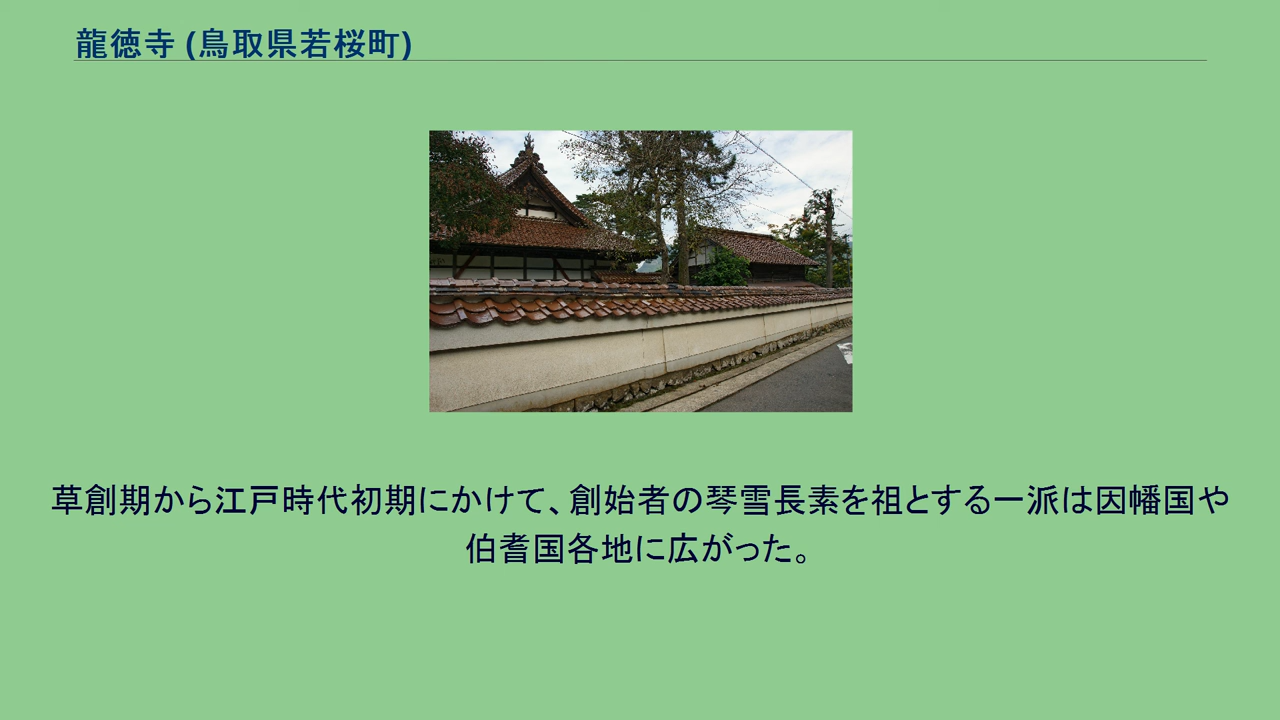 龍徳寺 (鳥取県若桜町)
草創期から江戸時代初期にかけて、創始者の琴雪長素を祖とする一派は因幡国や
伯耆国各地に広がった。